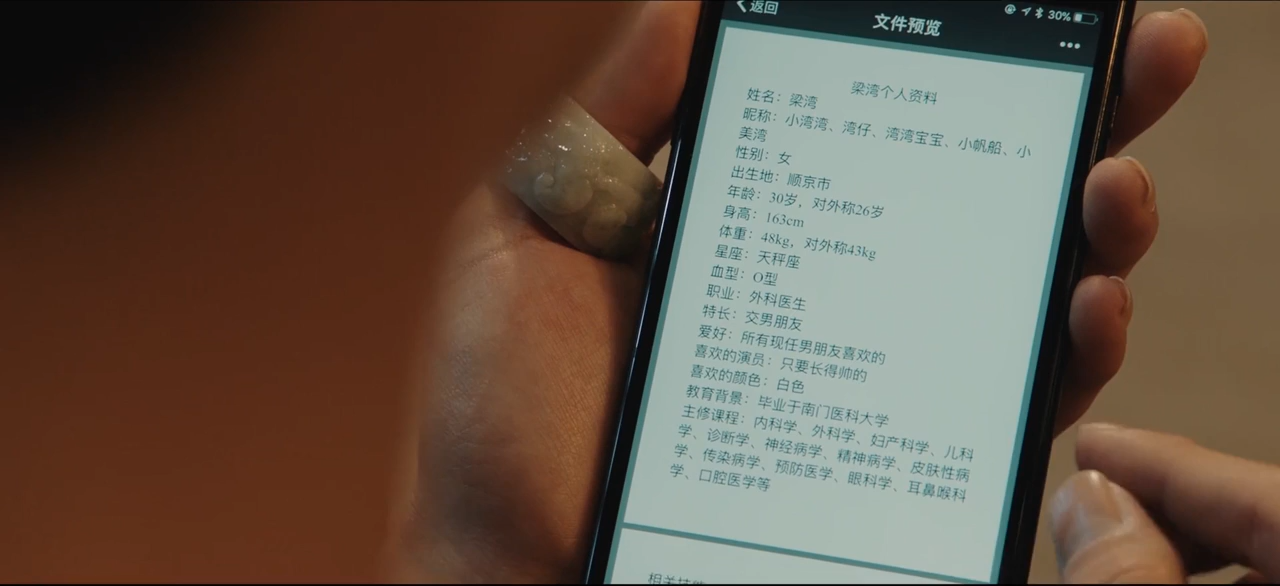 返回
30%
文件预览
梁湾个人资料
姓名：梁湾
昵称：小湾湾、湾仔、湾湾宝宝、小帆船、小
美湾
性别：女
出生地：顺京市
年龄：30岁，对外称26岁
身高：163cm
体重：48kg，对外称43kg
星座：天秤座
血型：O型
职业：外科医生
特长：交男朋友
爱好：所有现任男朋友喜欢的
喜欢的演员：只要长得帅的
喜欢的颜色：白色
教育背景：毕业于南门医科大学
主修课程：内科学、外科学、妇产科学、儿科
学、诊断学、神经病学、精神病学、皮肤性病
学、传染病学、预防医学、眼科学、耳鼻喉科
学、口腔医学等
相关